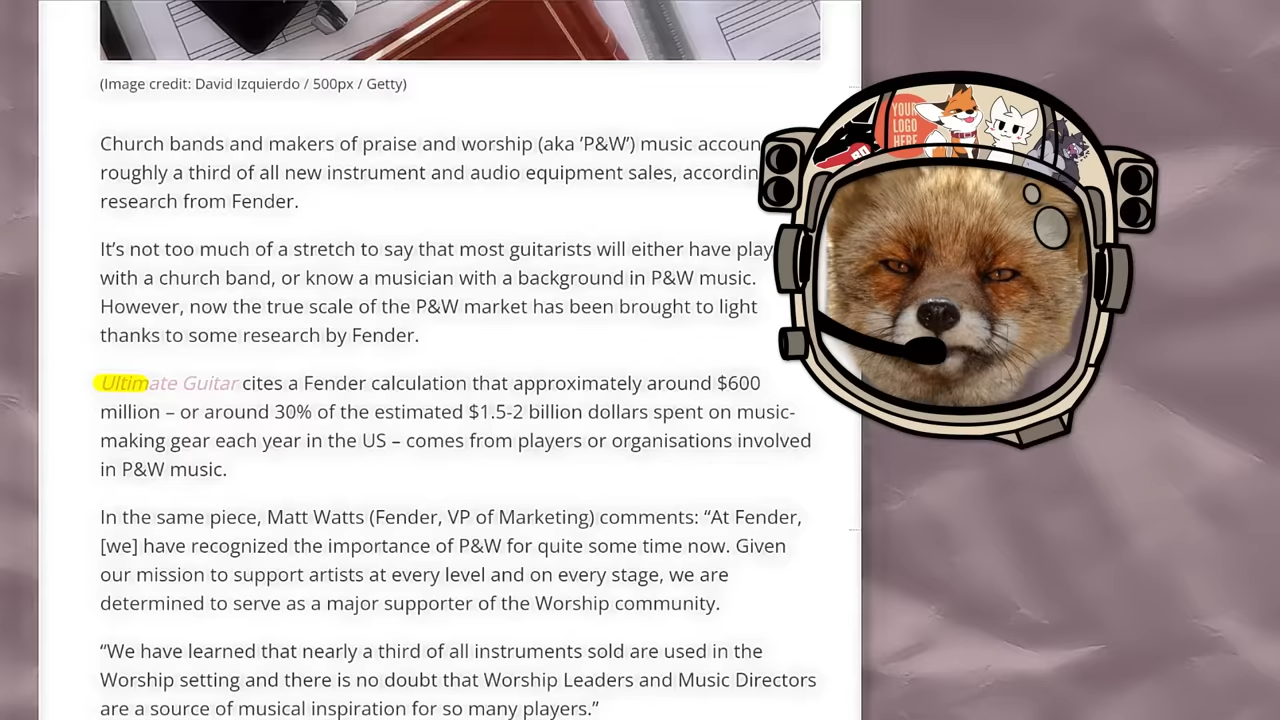 (Image credit: David Izquierdo / 500px / Getty)
Church bands and makers of praise and worship (aka ‘P&W’) music accoun
roughly a third of all new instrument and audio equipment sales, accordin
research from Fender.
It’s not too much of a stretch to say that most guitarists will either have play
with a church band, or know a musician with a background in P&W music.
However, now the true scale of the P&W market has been brought to light
thanks to some research by Fender.
Ultimate Guitar cites a Fender calculation that approximately around $600
million – or around 30% of the estimated $1.5-2 billion dollars spent on music-
making gear each year in the US – comes from players or organisations involved
in P&W music.
In the same piece, Matt Watts (Fender, VP of Marketing) comments: “At Fender,
[we] have recognized the importance of P&W for quite some time now. Given
our mission to support artists at every level and on every stage, we are
determined to serve as a major supporter of the Worship community.
“We have learned that nearly a third of all instruments sold are used in the
Worship setting and there is no doubt that Worship Leaders and Music Directors
are a source of musical inspiration for so many players.”
YOUR
LOGO
HERE